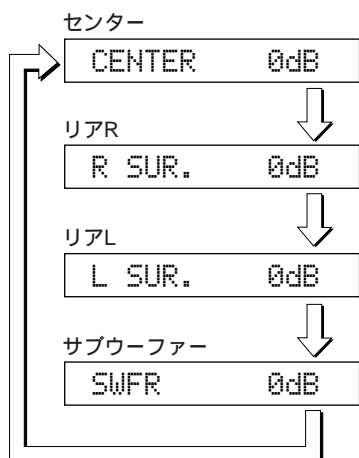 センター
CENTER 0dB
リアR
R SUR. 0dB
リアL
L SUR. 0dB
サブウーファー
SWFR 0dB